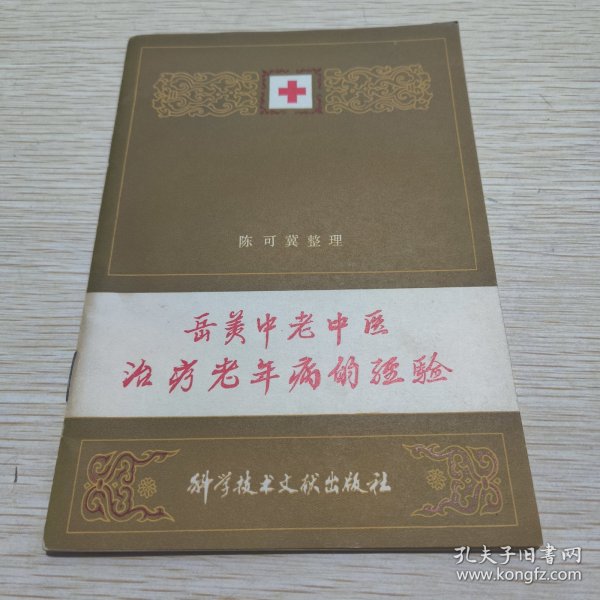 陈可冀整理
岳美中老中医
治疗老年病的经验
科学技术文献出版社
孔夫子旧书网
www.kongfz.com